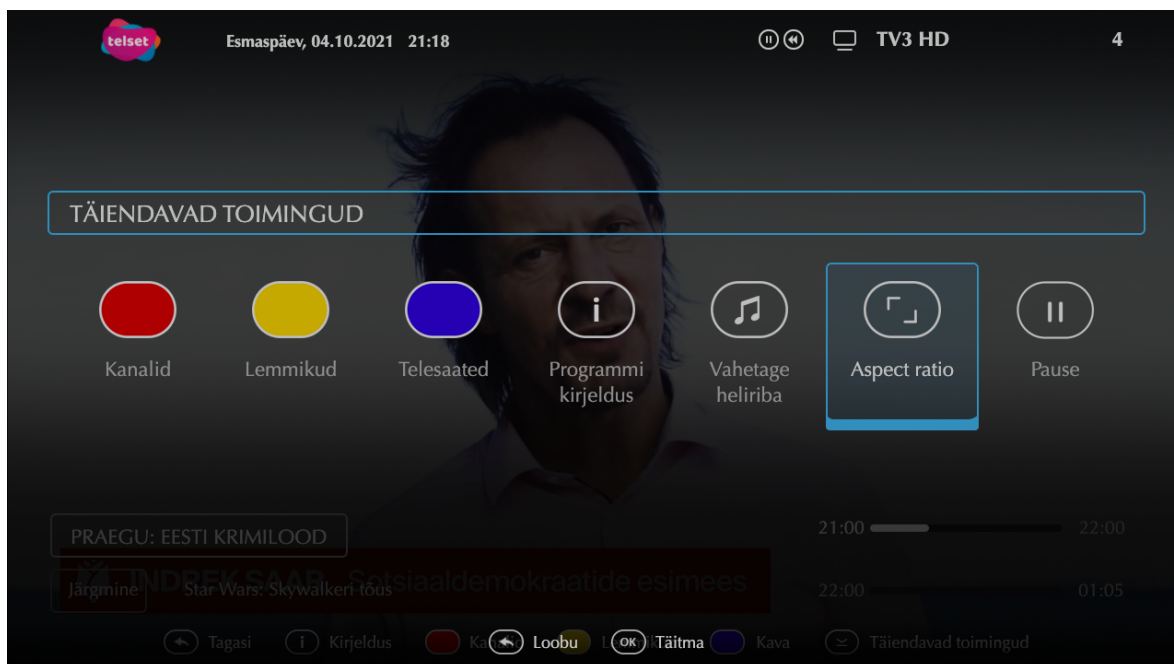 telset
Esmaspäev, 04.10.2021 21:18
TV3 HD
4
TÄIENDAVAD TOIMINGUD
Kanalid
Lemmikud
Telesaated
Programmi
kirjeldus
Vahetage
heliriba
Aspect ratio
Pause
PRAEGU: EESTI KRIMILOOD
21:00
22:00
INDREK SAAR Sotsiaaldemokraatide esimees
Järgmine
Star Wars: Skywalkeri tõus
22:00
01:05
Tagasi
i Kirjeldus
Loobu
OK Täitma
Kava
Täiendavad toimingud